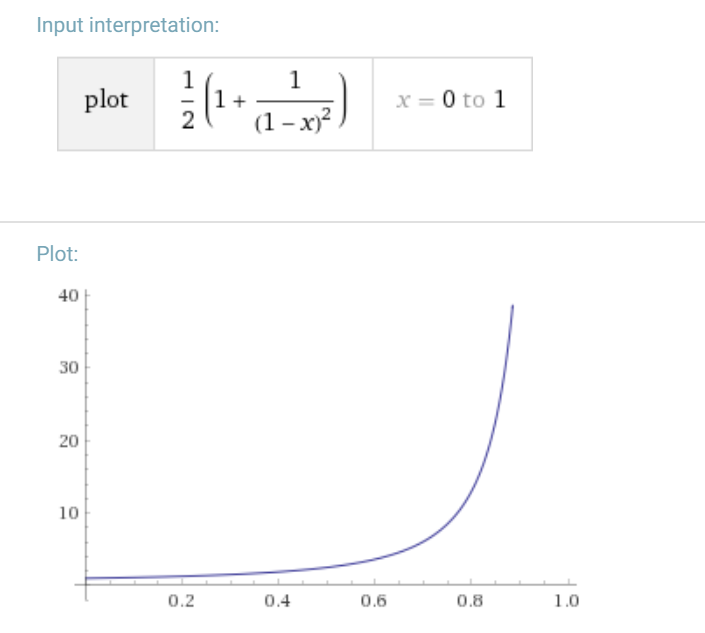 Input interpretation:
plot 1/2 (1 + 1/(1 − x)²) x = 0 to 1
Plot:
40
30
20
10
0.2 0.4 0.6 0.8 1.0